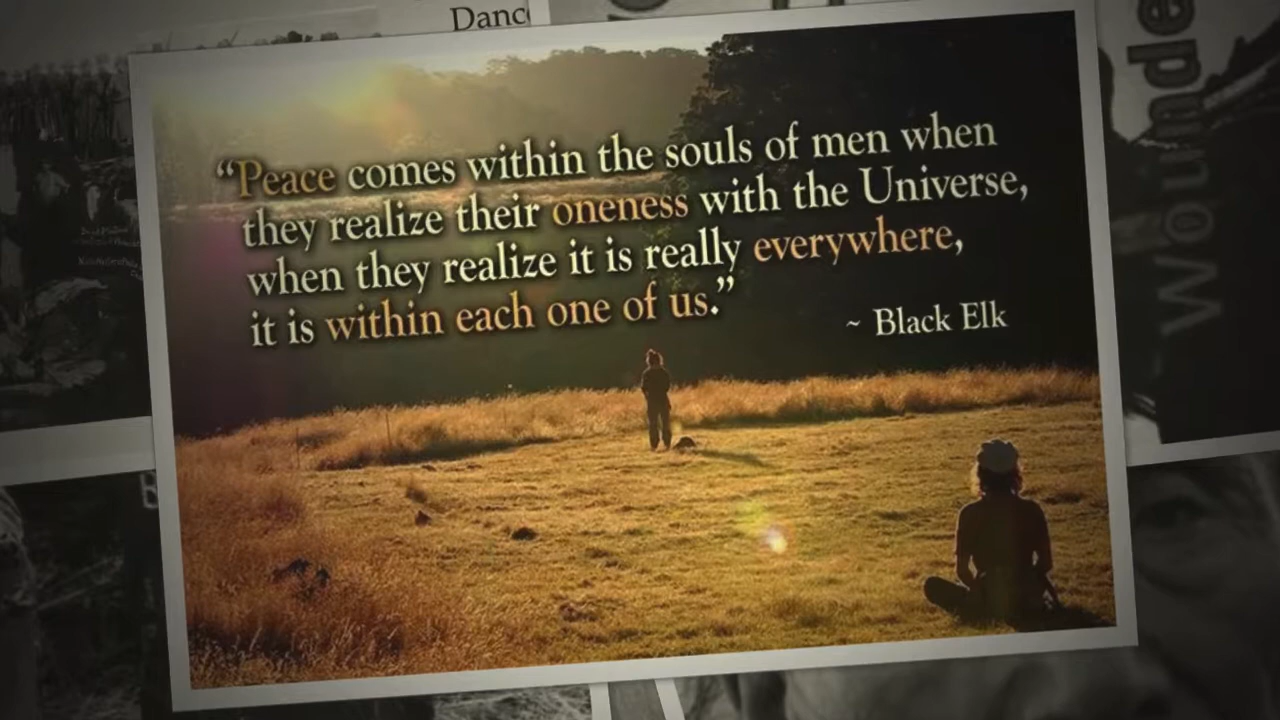 Danc
"Peace comes within the souls of men when
they realize their oneness with the Universe,
when they realize it is really everywhere,
it is within each one of us."
~ Black Elk
Wounde